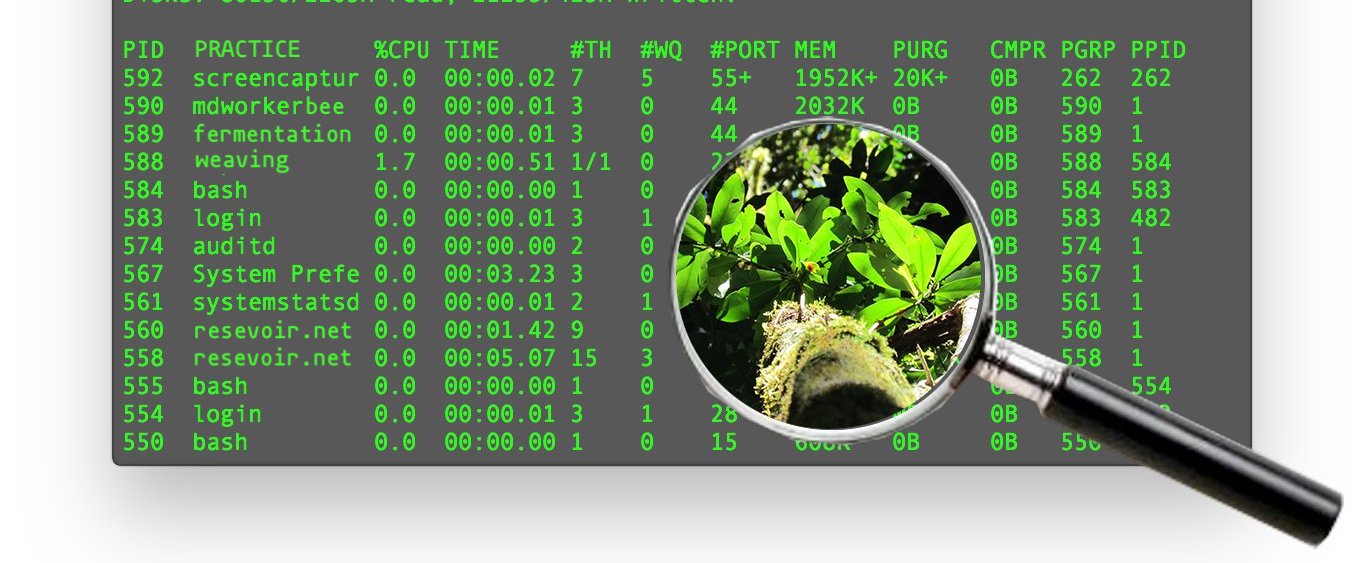 PID PRACTICE %CPU TIME #TH #WQ #PORT MEM PURG CMPR PGRP PPID
592 screencaptur 0.0 00:00.02 7 5 55+ 1952K+ 20K+ 0B 262 262
590 mdworkerbee 0.0 00:00.01 3 0 44 2032K 0B 0B 590 1
589 fermentation 0.0 00:00.01 3 0 44 0B 0B 589 1
588 weaving 1.7 00:00.51 1/1 0 0B 588 584
584 bash 0.0 00:00.00 1 0 0B 584 583
583 login 0.0 00:00.01 3 1 0B 583 482
574 auditd 0.0 00:00.00 2 0 0B 574 1
567 System Prefe 0.0 00:03.23 3 0 0B 567 1
561 systemstatsd 0.0 00:00.01 2 1 0B 561 1
560 resevoir.net 0.0 00:01.42 9 0 0B 560 1
558 resevoir.net 0.0 00:05.07 15 3 558 1
555 bash 0.0 00:00.00 1 0 554
554 login 0.0 00:00.01 3 1 28 0B
550 bash 0.0 00:00.00 1 0 15 608K 0B 0B 550